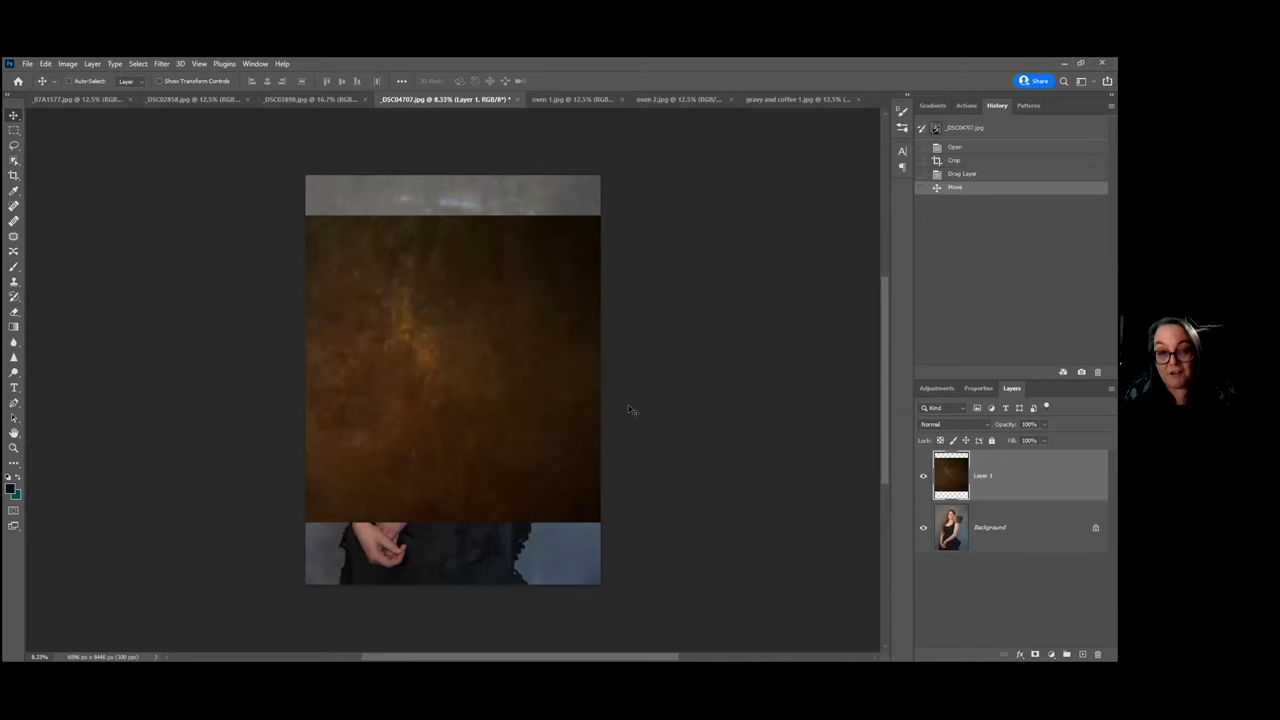 Ps File Edit Image Layer Type Select Filter 3D View Plugins Window Help
Auto-Select: Layer Show Transform Controls 3D Mode: Share
_07A1577.jpg @ 12.5% (RGB... × _DSC02858.jpg @ 12.5% (RGB... × _DSC03898.jpg @ 16.7% (RGB... × _DSC04707.jpg @ 8.33% (Layer 1, RGB/8*) * × oven 1.jpg @ 12.5% (RGB... × oven 2.jpg @ 12.5% (RGB/... × gravy and coffee 1.jpg @ 12.5% (... ×
Gradients Actions History Patterns
_DSC04707.jpg
Open
Crop
Drag Layer
Move
Adjustments Properties Layers
Kind
Normal Opacity: 100%
Lock: Fill: 100%
Layer 1
Background
8.33% 6096 px x 8448 px (300 ppi)